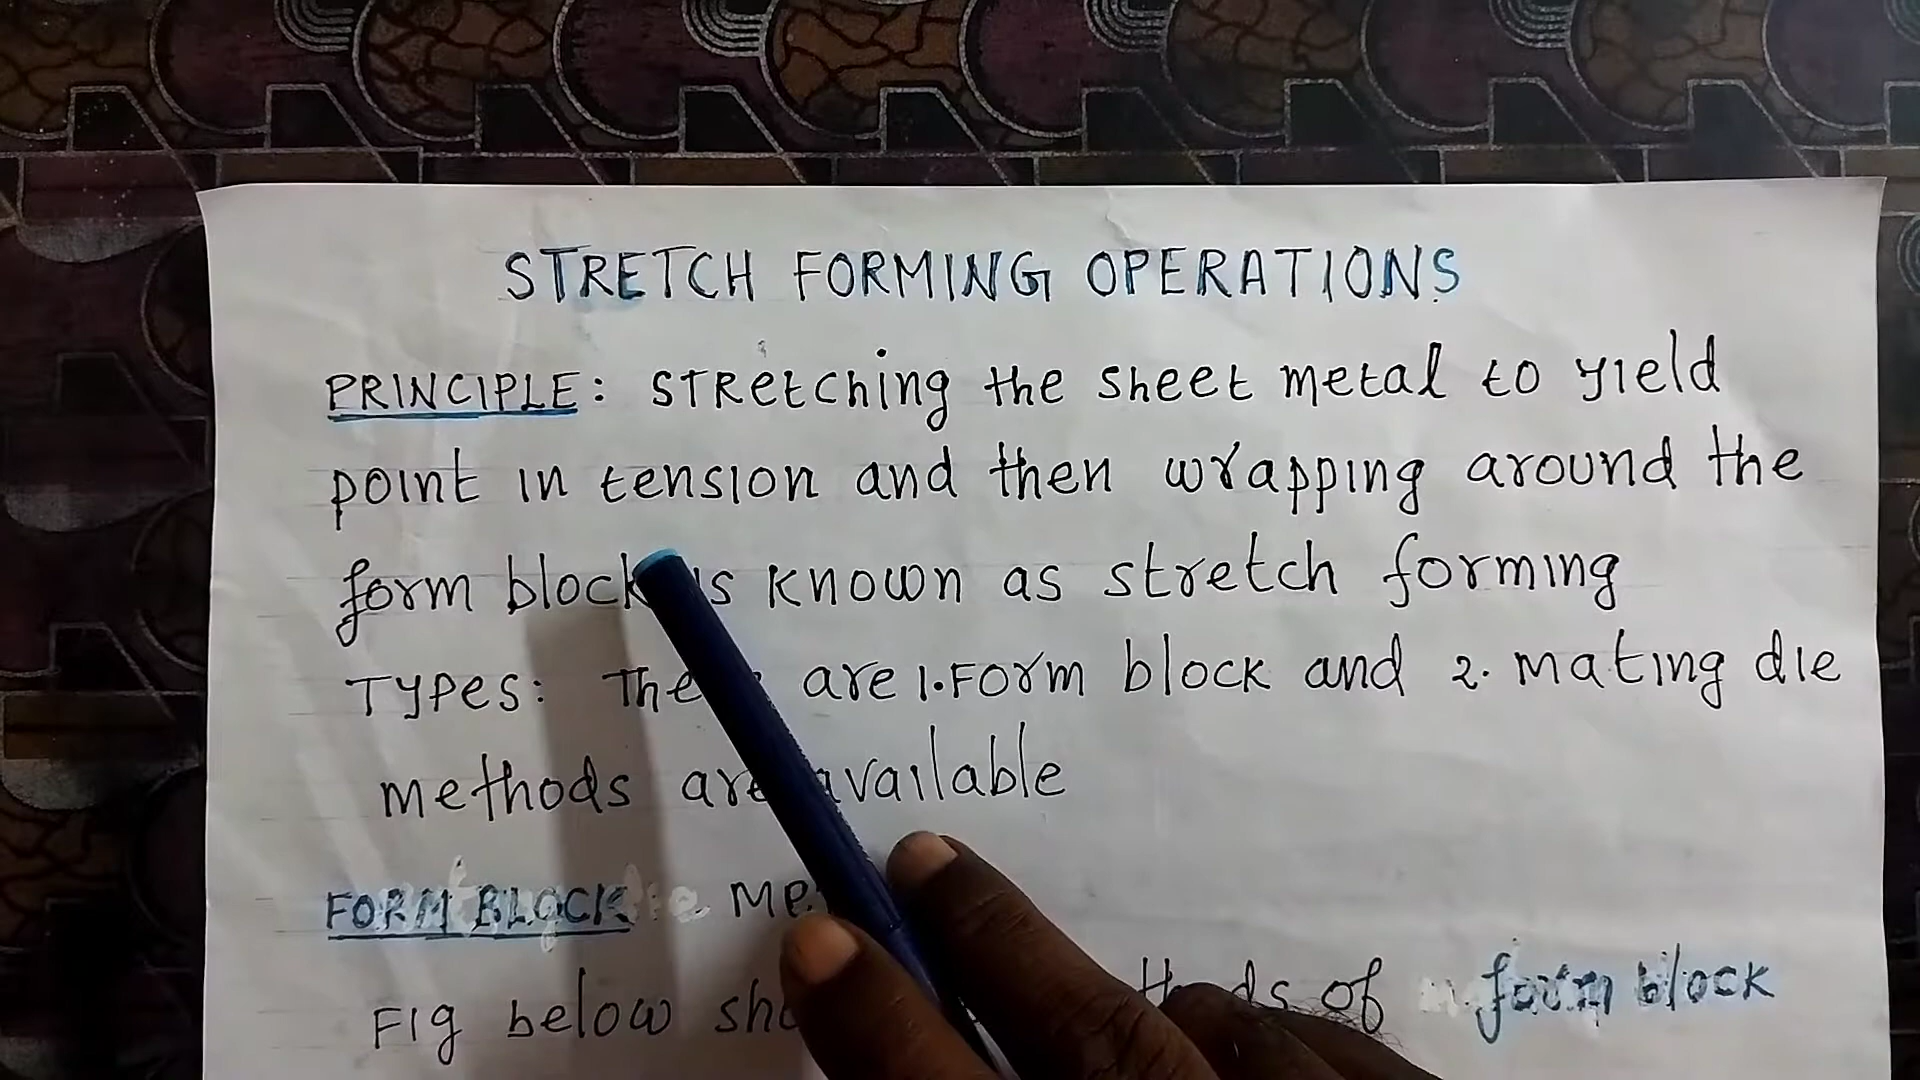 STRETCH FORMING OPERATIONS
PRINCIPLE: Stretching the sheet metal to yield
point in tension and then wrapping around the
form block is known as stretch forming
Types: are 1. Form block and 2. Mating die
methods are available
FORM BLOCK
Fig below of form block